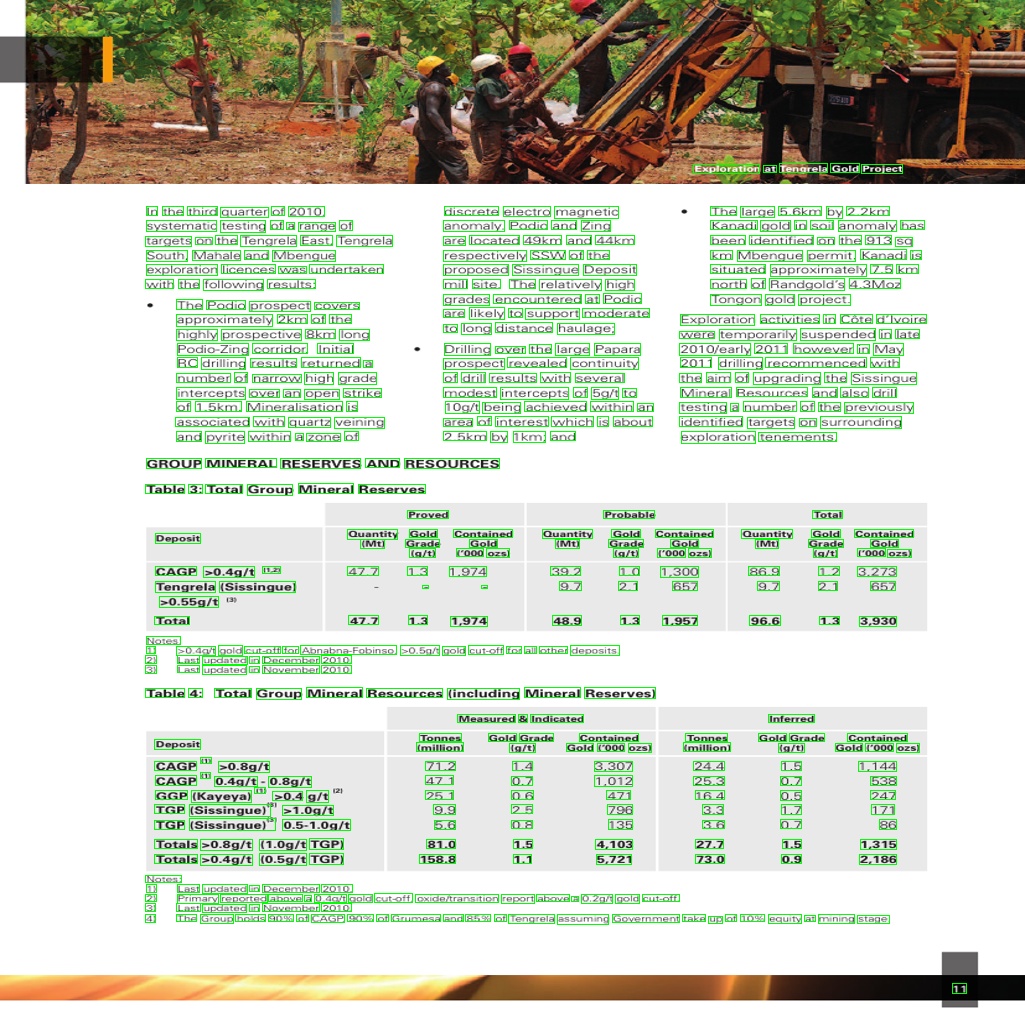 Exploration at Tengrela Gold Project
In the third quarter of 2010,
systematic testing of a range of
targets on the Tengrela East, Tengrela
South, Mahale and Mbengue
exploration licences was undertaken
with the following results:
• The Podio prospect covers
approximately 2km of the
highly prospective 8km long
Podio-Zing corridor. Initial
RC drilling results returned a
number of narrow high grade
intercepts over an open strike
of 1.5km. Mineralisation is
associated with quartz veining
and pyrite within a zone of
discrete electro magnetic
anomaly. Podio and Zing
are located 49km and 44km
respectively SSW of the
proposed Sissingue Deposit
mill site. The relatively high
grades encountered at Podio
are likely to support moderate
to long distance haulage;
• Drilling over the large Papara
prospect revealed continuity
of drill results with several
modest intercepts of 5g/t to
10g/t being achieved within an
area of interest which is about
2.5km by 1km; and
• The large 5.6km by 2.2km
Kanadi gold in soil anomaly has
been identified on the 913 sq
km Mbengue permit. Kanadi is
situated approximately 7.5 km
north of Randgold's 4.3Moz
Tongon gold project.
Exploration activities in Côte d'Ivoire
were temporarily suspended in late
2010/early 2011 however in May
2011 drilling recommenced with
the aim of upgrading the Sissingue
Mineral Resources and also drill
testing a number of the previously
identified targets on surrounding
exploration tenements.
GROUP MINERAL RESERVES AND RESOURCES
Table 3: Total Group Mineral Reserves
Proved Probable Total
Deposit Quantity (Mt) Gold Grade (g/t) Contained Gold ('000 ozs) Quantity (Mt) Gold Grade (g/t) Contained Gold ('000 ozs) Quantity (Mt) Gold Grade (g/t) Contained Gold ('000 ozs)
CAGP >0.4g/t (1,2) 47.7 1.3 1,974 39.2 1.0 1,300 86.9 1.2 3,273
Tengrela (Sissingue) - - - 9.7 2.1 657 9.7 2.1 657
>0.55g/t (3)
Total 47.7 1.3 1,974 48.9 1.3 1,957 96.6 1.3 3,930
Notes:
1) >0.4g/t gold cut-off for Abnabna-Fobinso, >0.5g/t gold cut-off for all other deposits.
2) Last updated in December 2010.
3) Last updated in November 2010.
Table 4: Total Group Mineral Resources (including Mineral Reserves)
Measured & Indicated Inferred
Deposit Tonnes (million) Gold Grade (g/t) Contained Gold ('000 ozs) Tonnes (million) Gold Grade (g/t) Contained Gold ('000 ozs)
CAGP (1) >0.8g/t 71.2 1.4 3,307 24.4 1.5 1,144
CAGP (1) 0.4g/t - 0.8g/t 47.1 0.7 1,012 25.3 0.7 538
GGP (Kayeya) (1) >0.4 g/t (2) 25.1 0.6 471 16.4 0.5 247
TGP (Sissingue)(3) >1.0g/t 9.9 2.5 796 3.3 1.7 171
TGP (Sissingue)(3) 0.5-1.0g/t 5.6 0.8 135 3.6 0.7 86
Totals >0.8g/t (1.0g/t TGP) 81.0 1.5 4,103 27.7 1.5 1,315
Totals >0.4g/t (0.5g/t TGP) 158.8 1.1 5,721 73.0 0.9 2,186
Notes:
1) Last updated in December 2010.
2) Primary reported above a 0.4g/t gold cut-off, oxide/transition report above a 0.2g/t gold cut-off.
3) Last updated in November 2010.
4) The Group holds 90% of CAGP, 90% of Grumesa and 85% of Tengrela assuming Government take up of 10% equity at mining stage.
11